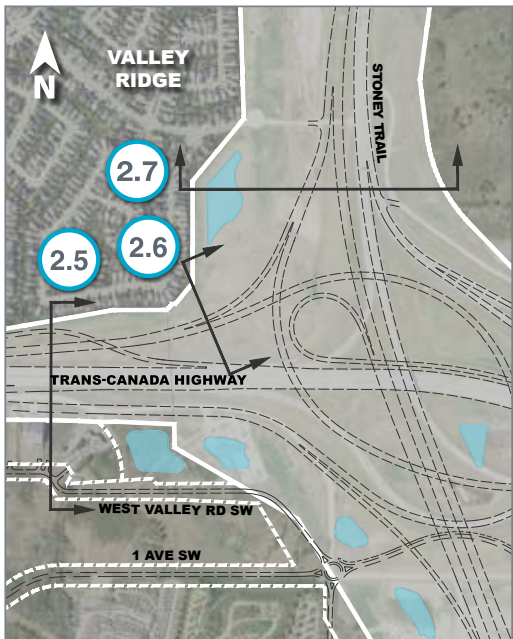 VALLEY
RIDGE
N
STONEY TRAIL
2.7
2.6
2.5
TRANS-CANADA HIGHWAY
WEST VALLEY RD SW
1 AVE SW